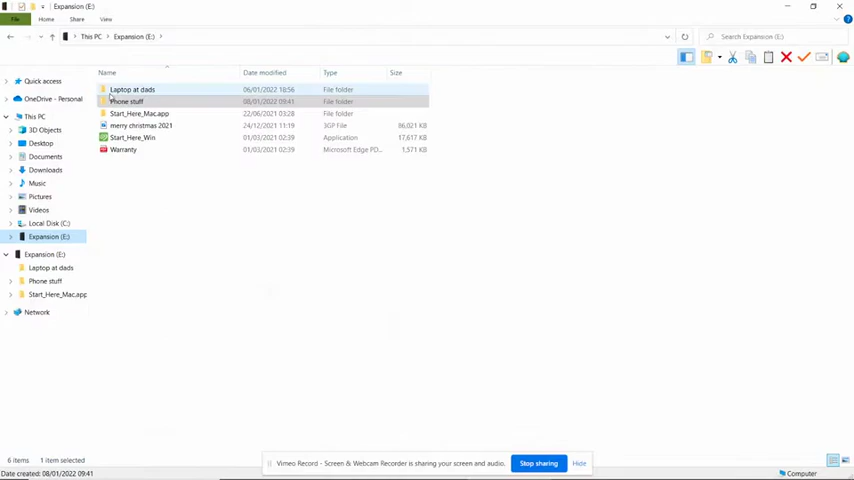 Expansion (E:)
File Home Share View
This PC Expansion (E:) Search Expansion (E:)
Name Date modified Type Size
Quick access
OneDrive - Personal
This PC
3D Objects
Desktop
Documents
Downloads
Music
Pictures
Videos
Local Disk (C:)
Expansion (E:)
Expansion (E:)
Laptop at dads
Phone stuff
Start_Here_Mac.app
Network
Laptop at dads 06/01/2022 18:56 File folder
Phone stuff 08/01/2022 09:41 File folder
Start_Here_Mac.app 22/06/2021 03:28 File folder
merry christmas 2021 24/12/2021 11:19 3GP File 86,021 KB
Start_Here_Win 01/03/2021 02:39 Application 17,617 KB
Warranty 01/03/2021 02:39 Microsoft Edge PD... 1,571 KB
6 items 1 item selected
Vimeo Record - Screen & Webcam Recorder is sharing your screen and audio. Stop sharing Hide
Date created: 08/01/2022 09:41 Computer